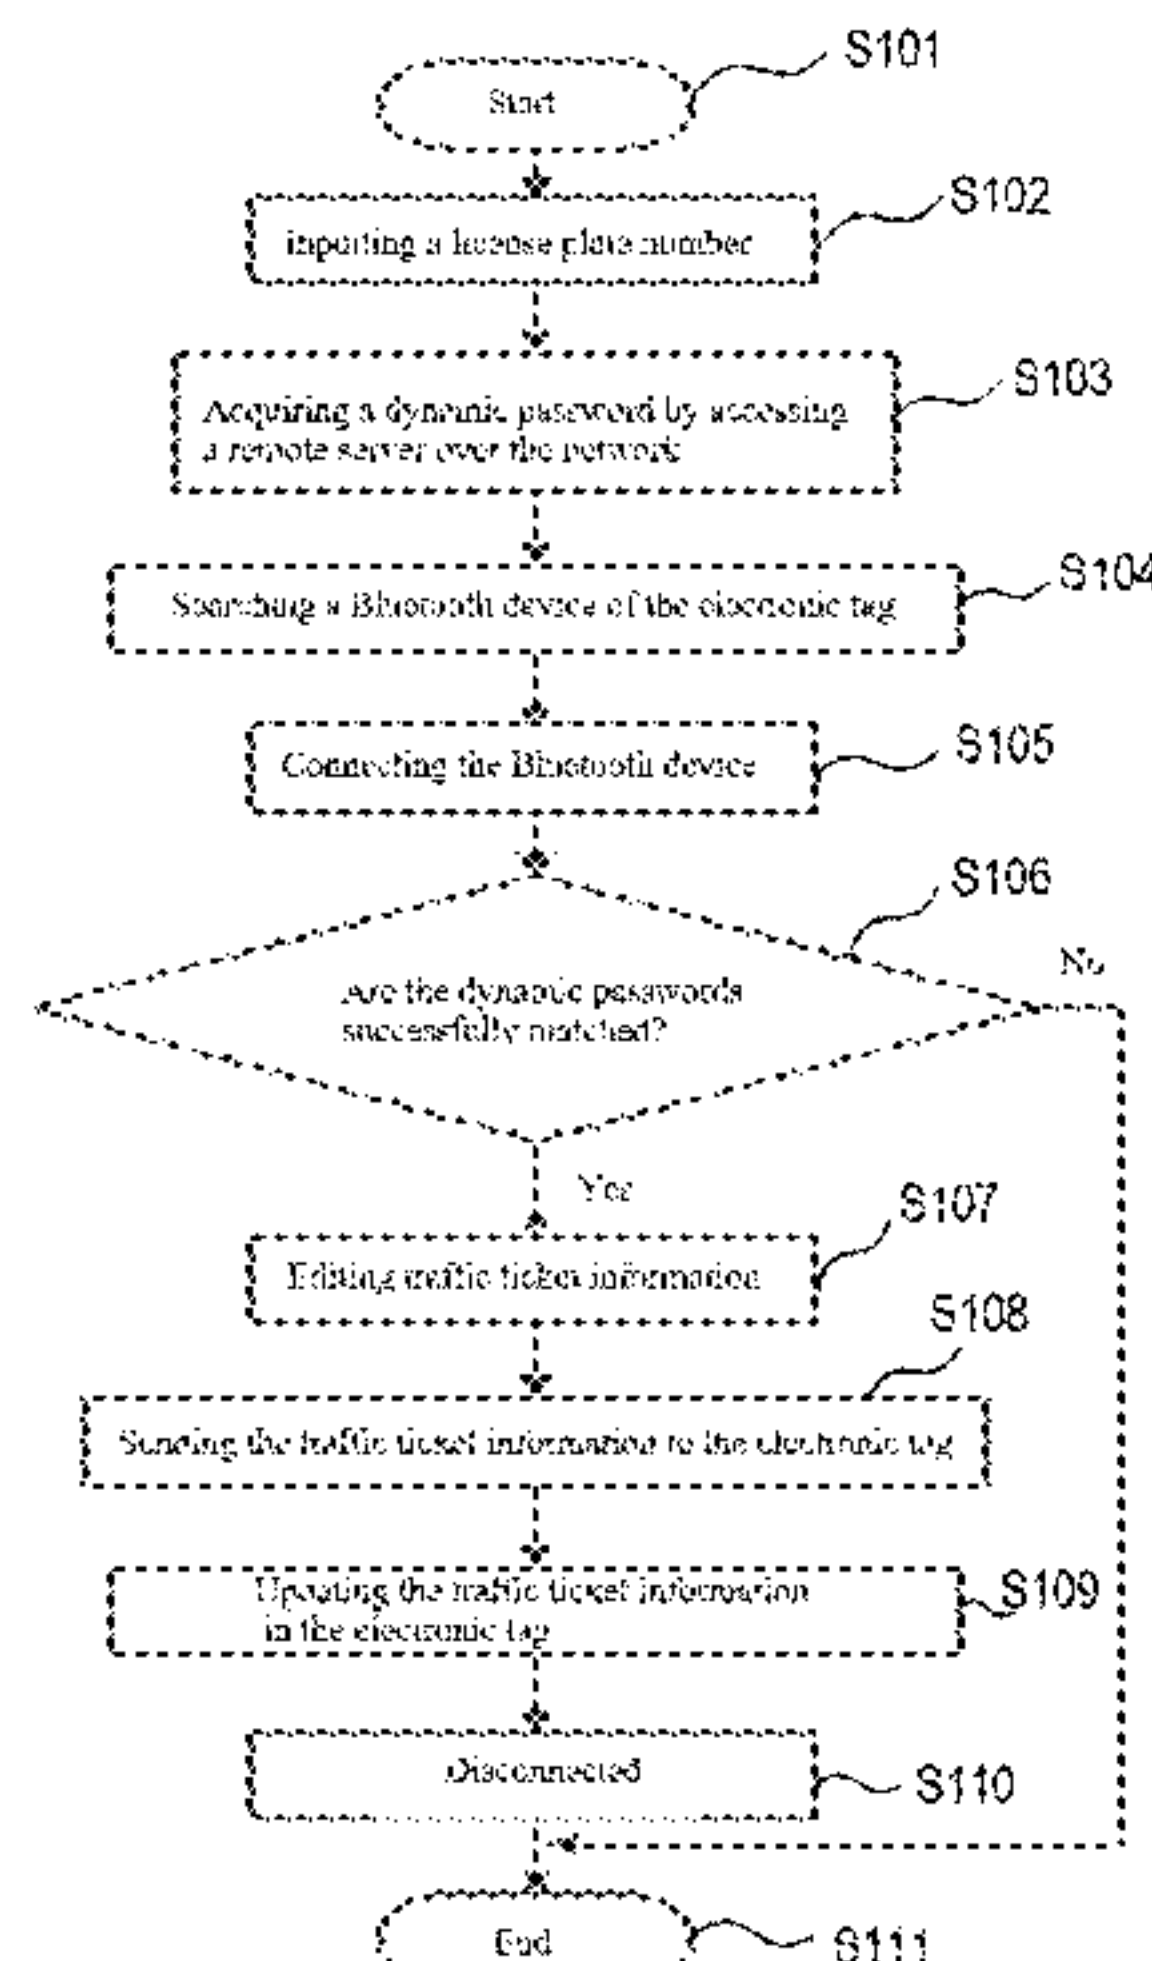 S101
Start
S102
inputting a license plate number
S103
Acquiring a dynamic password by accessing
a remote server over the network
S104
Searching a Bluetooth device of the electronic tag
S105
Connecting the Bluetooth device
S106
No
Are the dynamic passwords
successfully matched?
Yes
S107
Editing traffic ticket information
S108
Sending the traffic ticket information to the electronic tag
S109
Updating the traffic ticket information
in the electronic tag
Disconnected
S110
End
S111